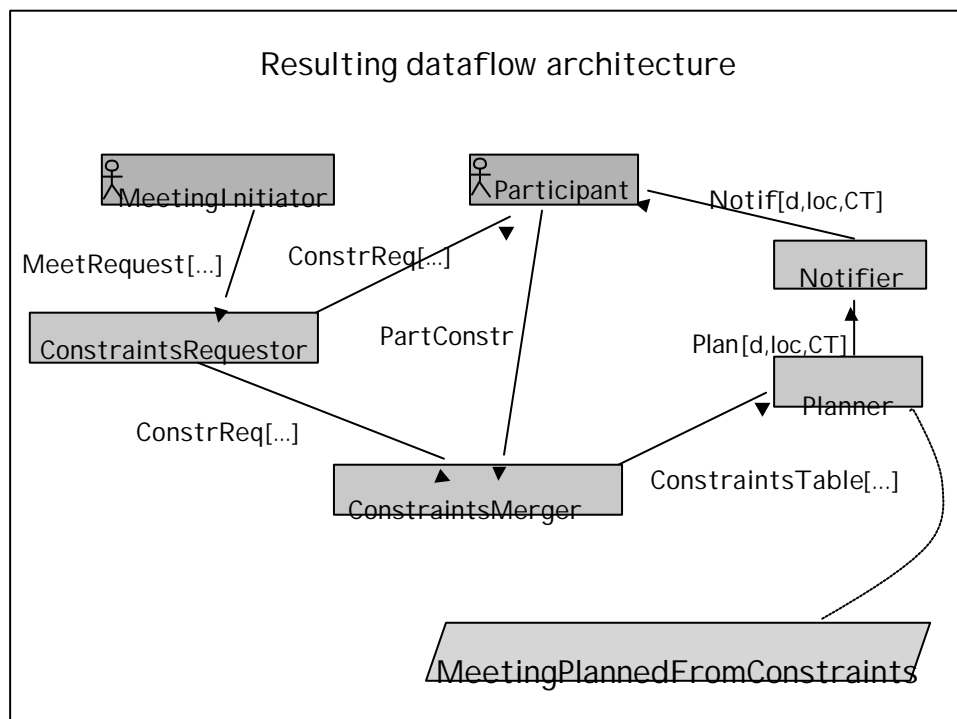 Resulting dataflow architecture
MeetingInitiator
Participant
Notif[d,loc,CT]
MeetRequest[...]
ConstrReq[...]
Notifier
ConstraintsRequestor
PartConstr
Plan[d,loc,CT]
Planner
ConstrReq[...]
ConstraintsTable[...]
ConstraintsMerger
MeetingPlannedFromConstraints